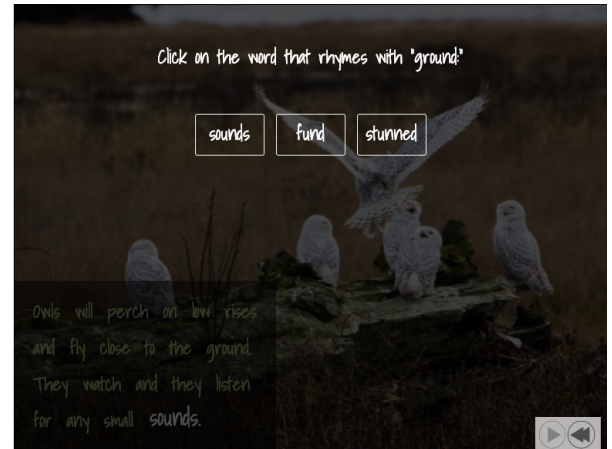 Click on the word that rhymes with "ground."
sounds fund stunned
Owls will perch on low rises
and fly close to the ground.
They watch and they listen
for any small sounds.